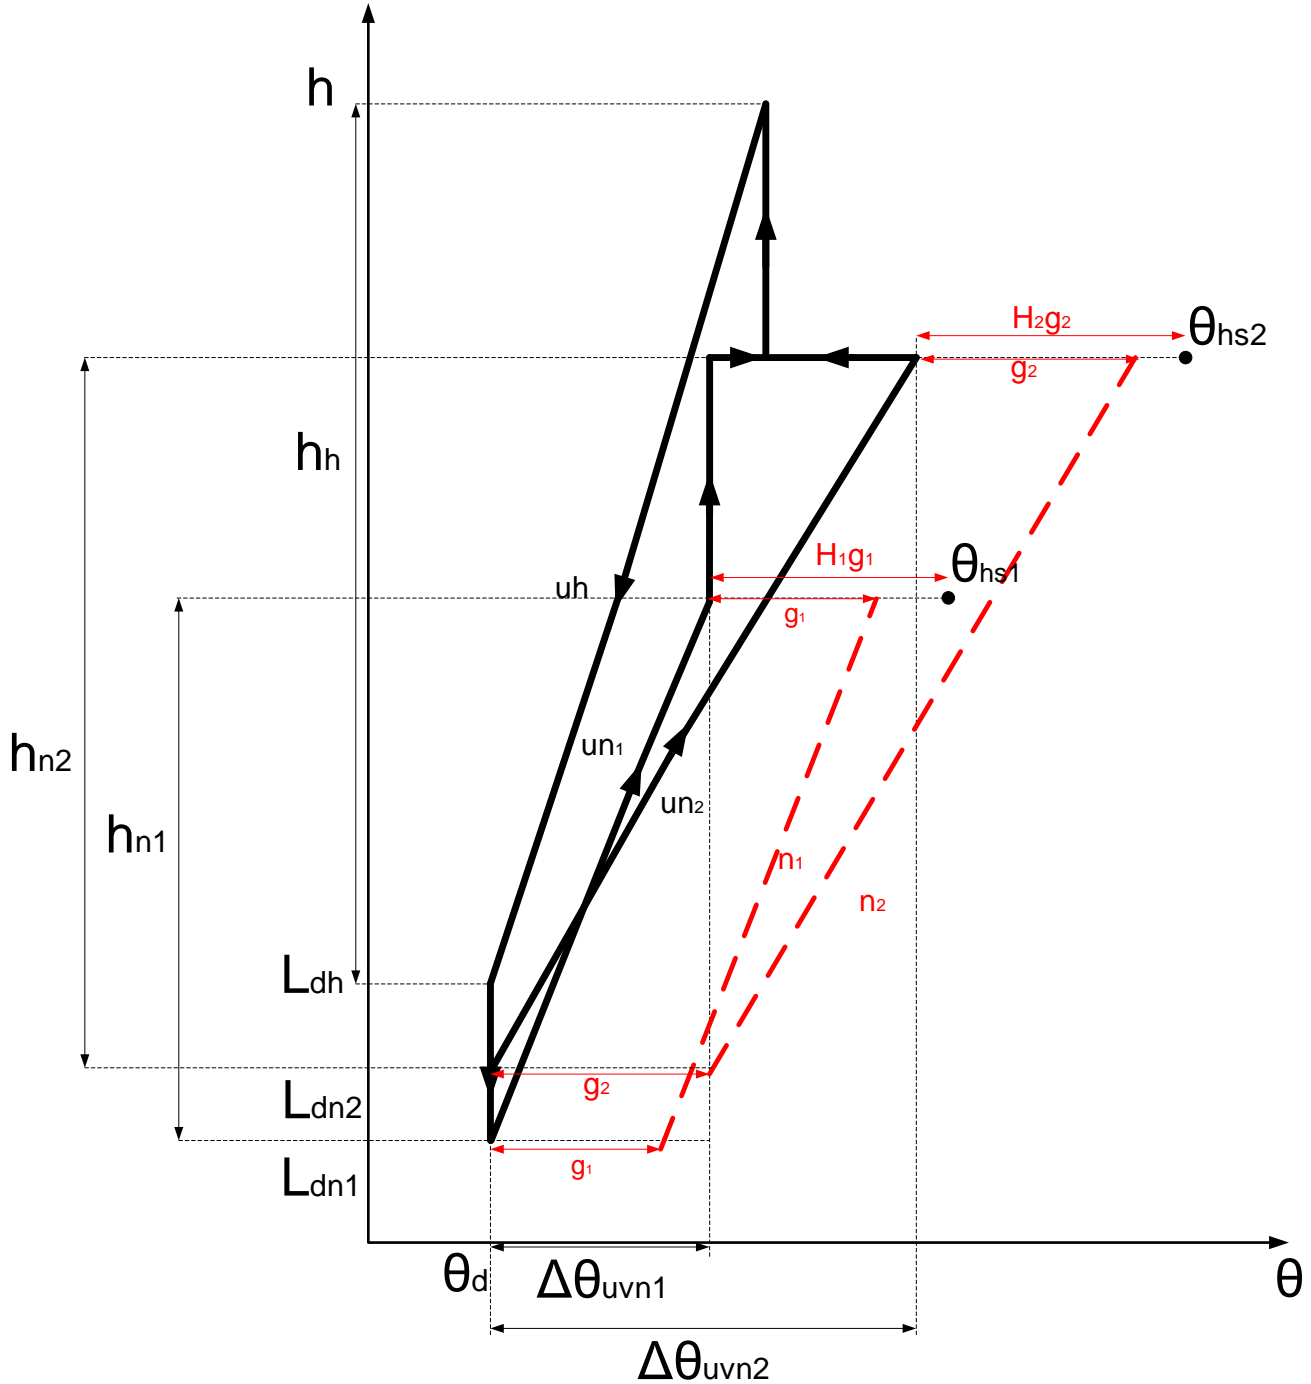 h
H₂g₂
θhs2
g₂
hh
H₁g₁
θhs1
uh
g₁
hn2
un₁
un₂
hn1
n₁
n₂
Ldh
g₂
Ldn2
g₁
Ldn1
θd
Δθuvn1
θ
Δθuvn2